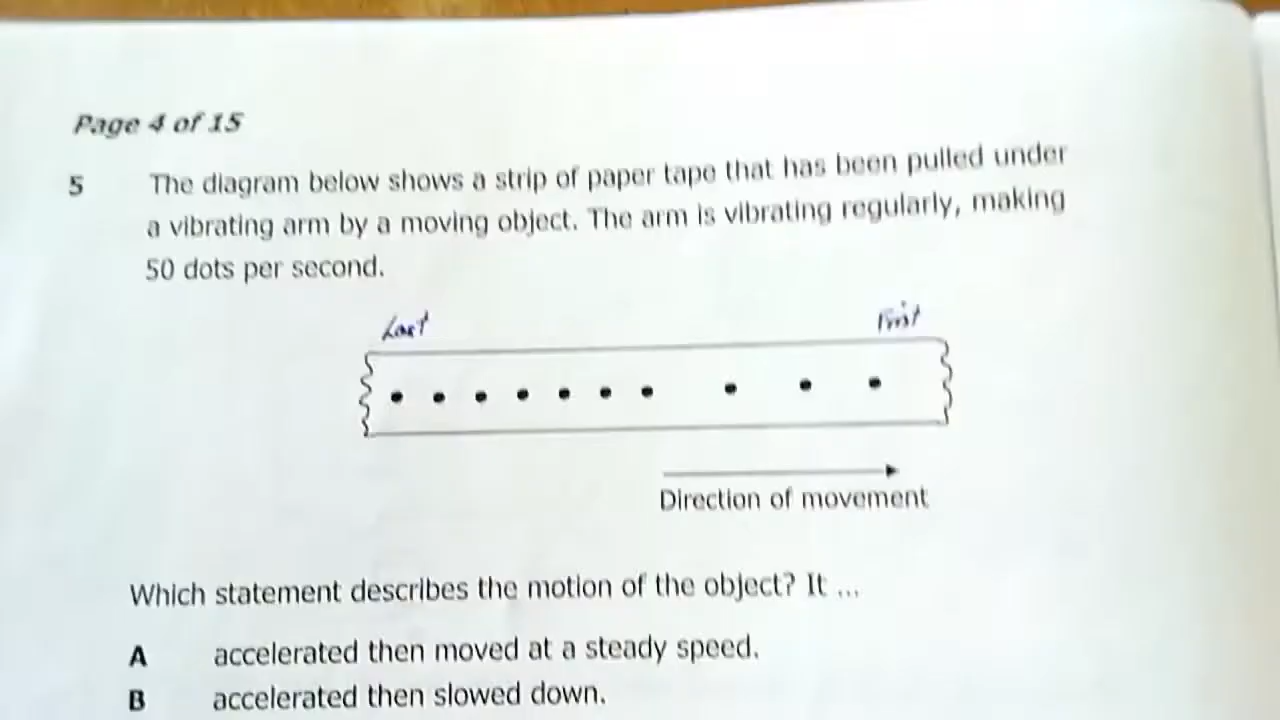 Page 4 of 15
5 The diagram below shows a strip of paper tape that has been pulled under
a vibrating arm by a moving object. The arm is vibrating regularly, making
50 dots per second.
Last First
Direction of movement
Which statement describes the motion of the object? It ...
A accelerated then moved at a steady speed.
B accelerated then slowed down.